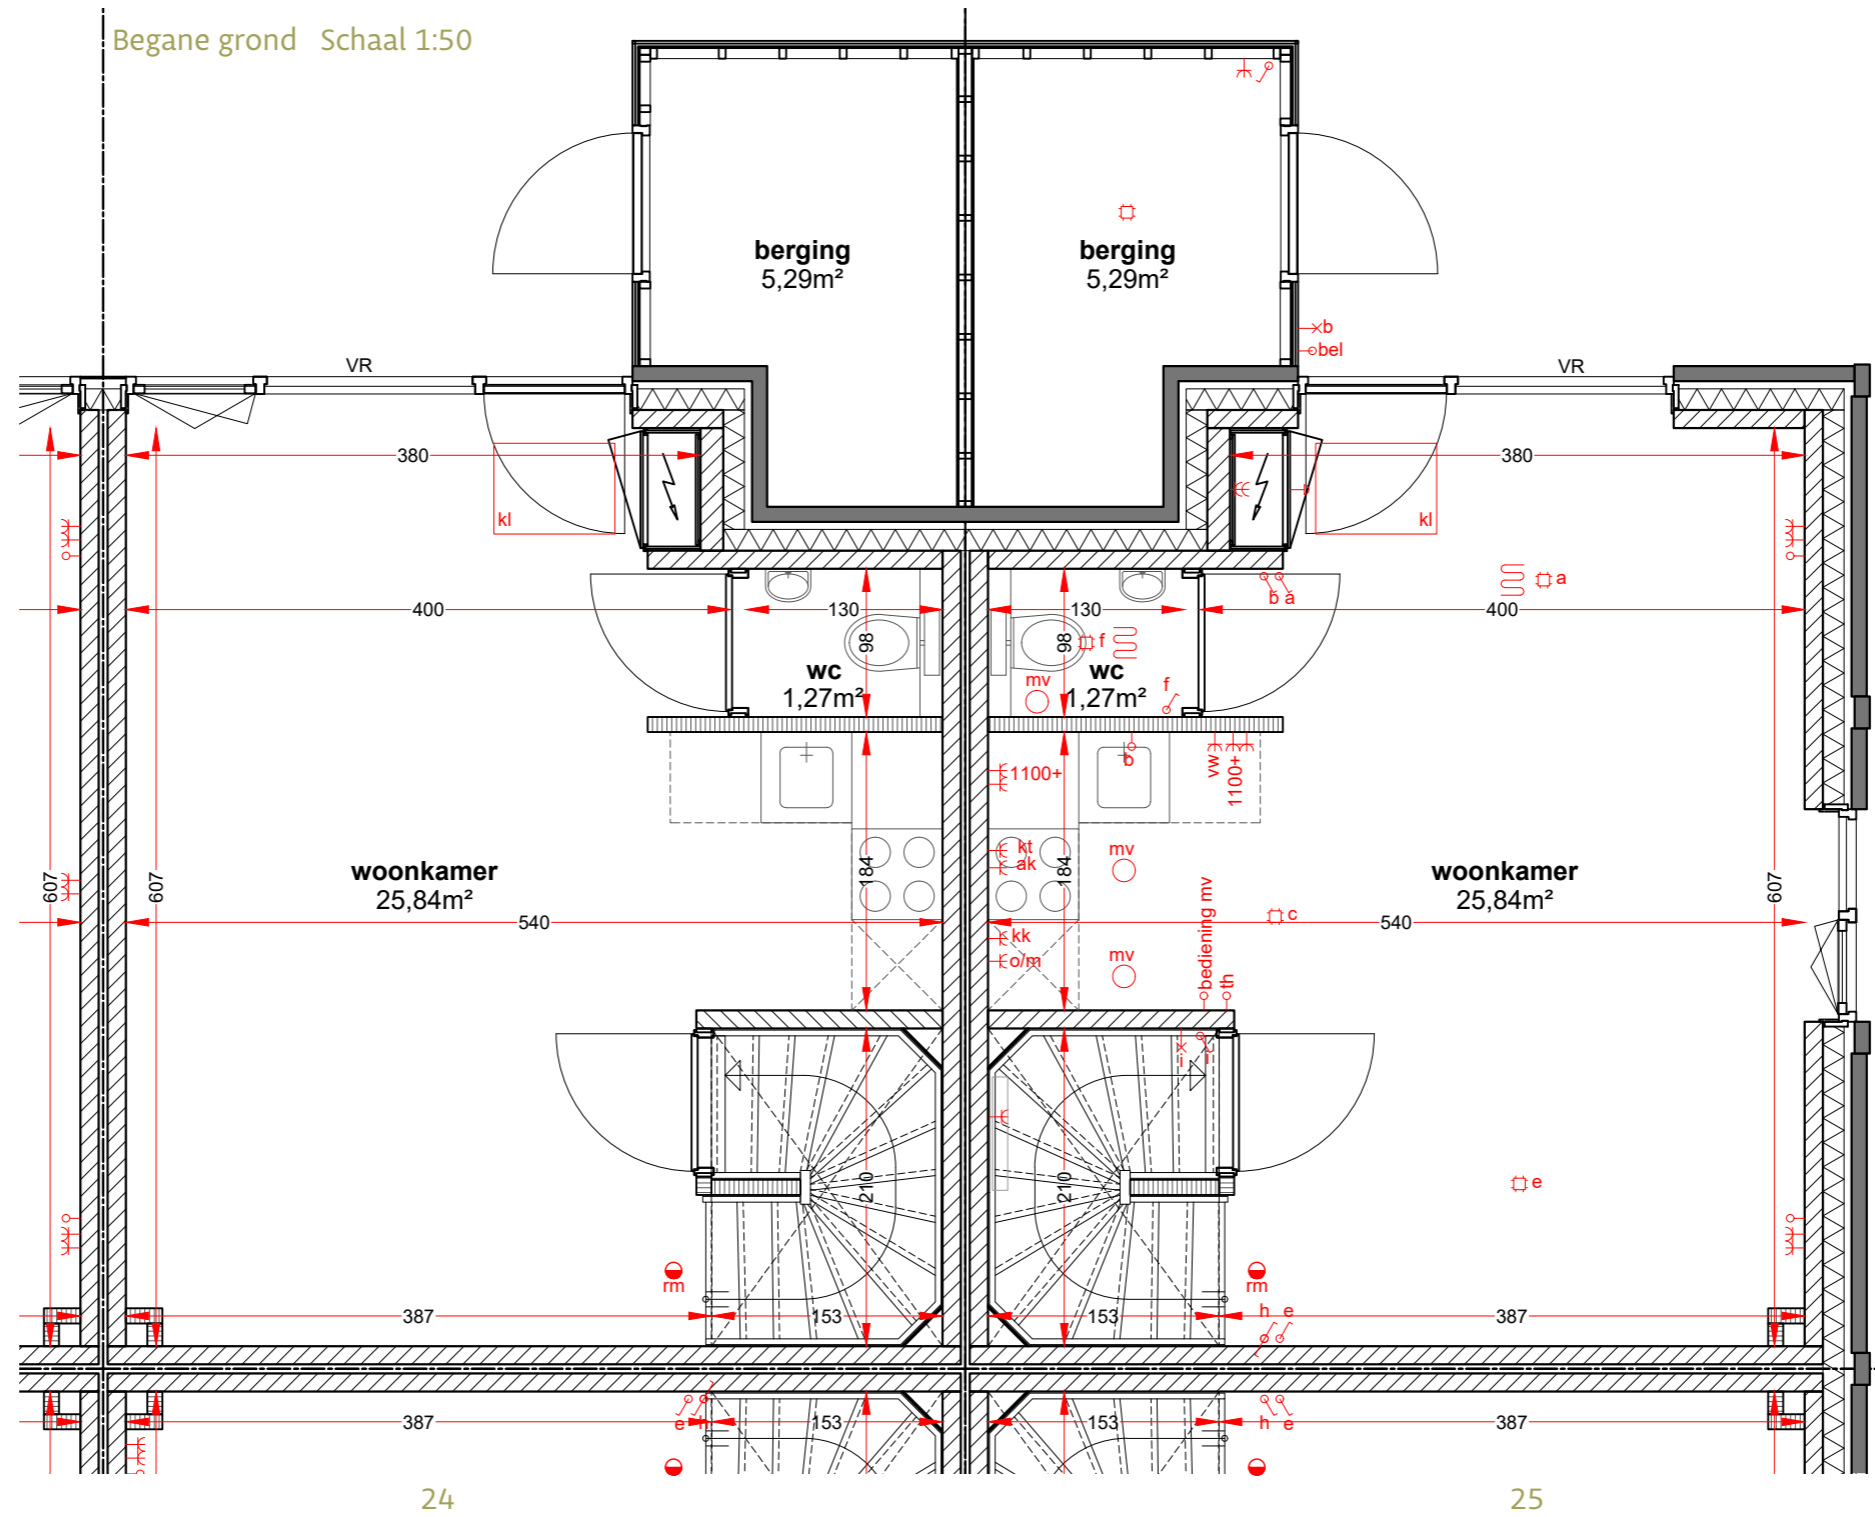 Begane grond Schaal 1:50
berging
5,29m²
berging
5,29m²
b
bel
VR
VR
380
380
kl
kl
400
130
130
b a
a
400
98
98
f
wc
1,27m²
mv
wc
1,27m²
f
b
vw
1100+
1100+
kt
ak
184
184
mv
607
607
woonkamer
25,84m²
woonkamer
25,84m²
607
540
c
540
kk
o/m
mv
bediening mv
th
i
i
210
210
e
rm
rm
387
153
153
h e
387
387
e h
153
153
h e
387
24
25